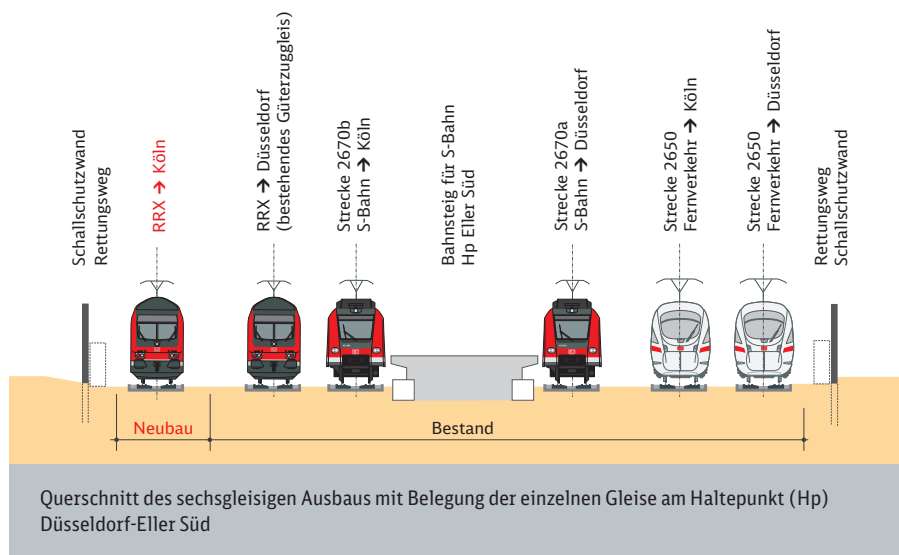 Schallschutzwand
Rettungsweg
RRX → Köln
RRX → Düsseldorf
(bestehendes Güterzuggleis)
Strecke 2670b
S-Bahn → Köln
Bahnsteig für S-Bahn
Hp Eller Süd
Strecke 2670a
S-Bahn → Düsseldorf
Strecke 2650
Fernverkehr → Köln
Strecke 2650
Fernverkehr → Düsseldorf
Rettungsweg
Schallschutzwand
Neubau
Bestand
Querschnitt des sechsgleisigen Ausbaus mit Belegung der einzelnen Gleise am Haltepunkt (Hp)
Düsseldorf-Eller Süd